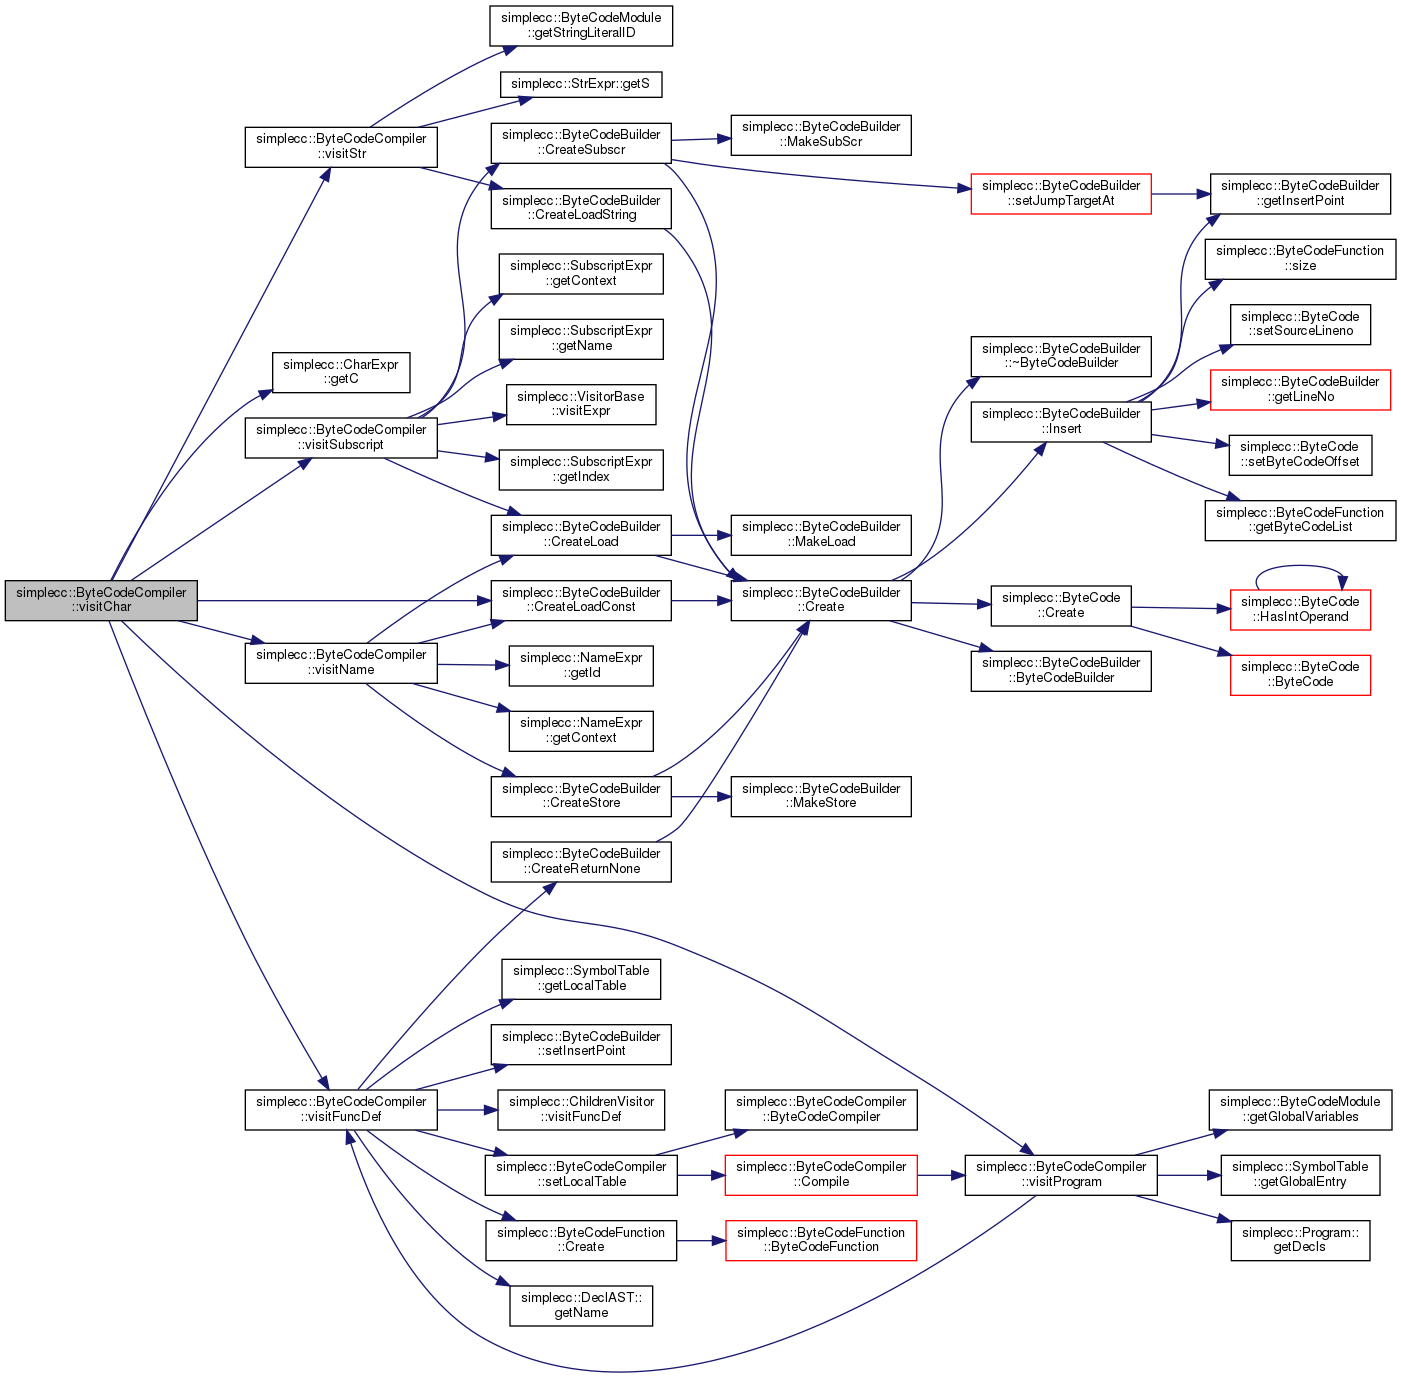 simplecc::ByteCodeModule
::getStringLiteralID
simplecc::StrExpr::getS
simplecc::ByteCodeCompiler
::visitStr
simplecc::ByteCodeBuilder
::CreateSubscr
simplecc::ByteCodeBuilder
::MakeSubScr
simplecc::ByteCodeBuilder
::setJumpTargetAt
simplecc::ByteCodeBuilder
::getInsertPoint
simplecc::ByteCodeBuilder
::CreateLoadString
simplecc::ByteCodeFunction
::size
simplecc::SubscriptExpr
::getContext
simplecc::ByteCode
::setSourceLineno
simplecc::SubscriptExpr
::getName
simplecc::ByteCodeBuilder
::~ByteCodeBuilder
simplecc::CharExpr
::getC
simplecc::ByteCodeBuilder
::getLineNo
simplecc::VisitorBase
::visitExpr
simplecc::ByteCodeBuilder
::Insert
simplecc::ByteCodeCompiler
::visitSubscript
simplecc::ByteCode
::setByteCodeOffset
simplecc::SubscriptExpr
::getIndex
simplecc::ByteCodeFunction
::getByteCodeList
simplecc::ByteCodeBuilder
::CreateLoad
simplecc::ByteCodeBuilder
::MakeLoad
simplecc::ByteCodeCompiler
::visitChar
simplecc::ByteCodeBuilder
::CreateLoadConst
simplecc::ByteCodeBuilder
::Create
simplecc::ByteCode
::Create
simplecc::ByteCode
::HasIntOperand
simplecc::ByteCodeCompiler
::visitName
simplecc::NameExpr
::getId
simplecc::ByteCodeBuilder
::ByteCodeBuilder
simplecc::ByteCode
::ByteCode
simplecc::NameExpr
::getContext
simplecc::ByteCodeBuilder
::CreateStore
simplecc::ByteCodeBuilder
::MakeStore
simplecc::ByteCodeBuilder
::CreateReturnNone
simplecc::SymbolTable
::getLocalTable
simplecc::ByteCodeBuilder
::setInsertPoint
simplecc::ByteCodeCompiler
::visitFuncDef
simplecc::ChildrenVisitor
::visitFuncDef
simplecc::ByteCodeCompiler
::ByteCodeCompiler
simplecc::ByteCodeModule
::getGlobalVariables
simplecc::ByteCodeCompiler
::setLocalTable
simplecc::ByteCodeCompiler
::Compile
simplecc::ByteCodeCompiler
::visitProgram
simplecc::SymbolTable
::getGlobalEntry
simplecc::ByteCodeFunction
::Create
simplecc::ByteCodeFunction
::ByteCodeFunction
simplecc::Program::
getDecls
simplecc::DeclAST::
getName